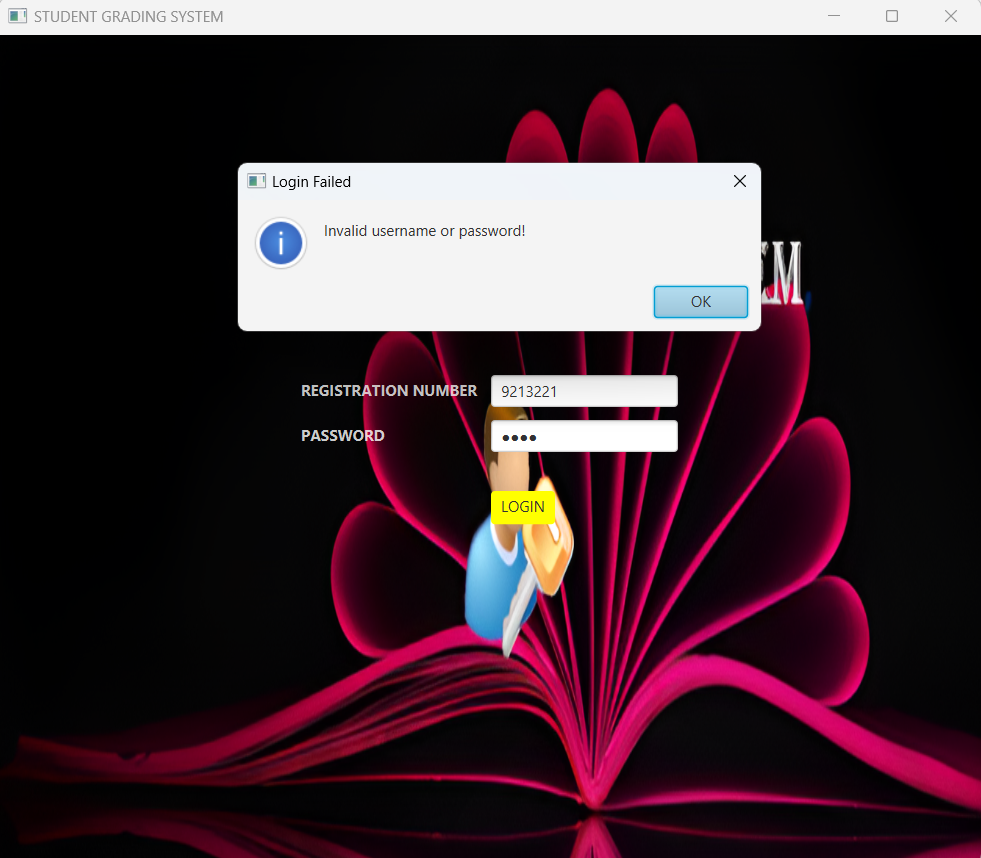 STUDENT GRADING SYSTEM
Login Failed
Invalid username or password!
OK
REGISTRATION NUMBER 9213221
PASSWORD ••••
LOGIN